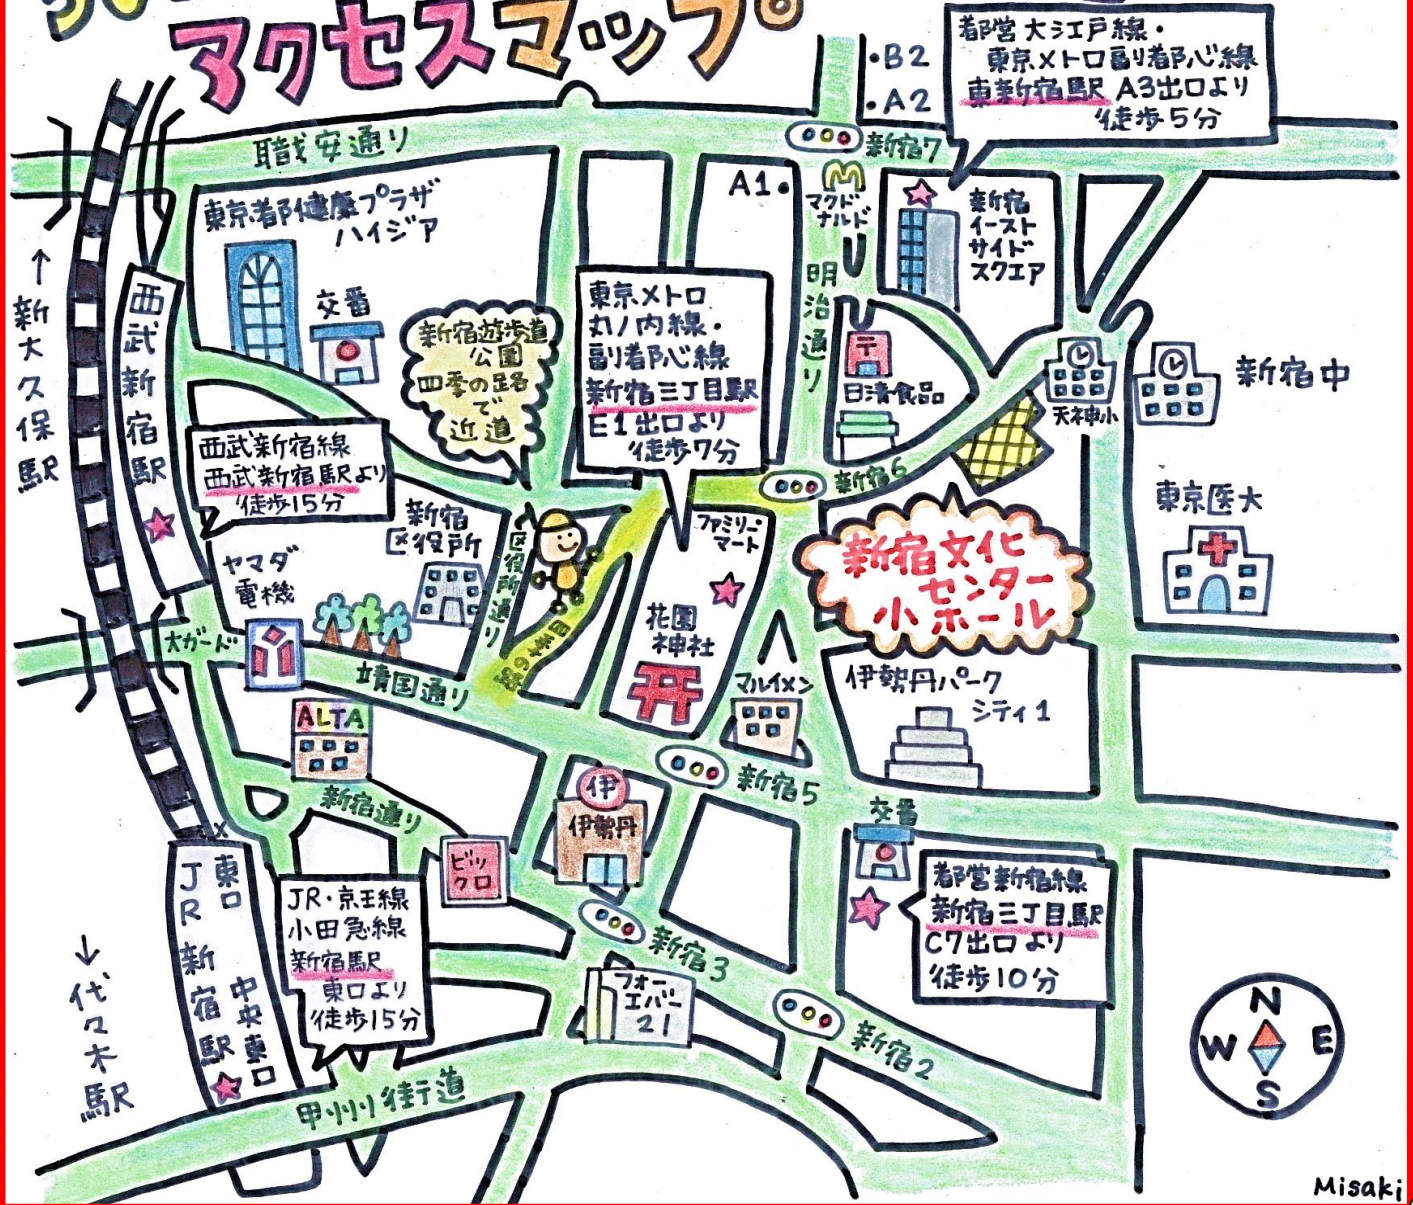 アクセスマップ
都営大江戸線・
東京メトロ副都心線
東新宿駅 A3出口より
徒歩5分
・B2
・A2
職安通り
新宿7
A1・
マクド
ナルド
新宿
イースト
サイド
スクエア
東京都健康プラザ
ハイジア
交番
↑新大久保駅
西武新宿駅
新宿遊歩道
公園
四季の路
で
近道
東京メトロ
丸ノ内線・
副都心線
新宿三丁目駅
E1出口より
徒歩7分
明治通り
〒
日清食品
天神小
新宿中
西武新宿線
西武新宿駅より
徒歩15分
新宿6
新宿
区役所
区役所通り
ファミリー
マート
東京医大
新宿文化
センター
小ホール
ヤマダ
電機
四季の路
花園
神社
大ガード
靖国通り
マルイメン
伊勢丹パーク
シティ1
ALTA
新宿5
新宿通り
伊
伊勢丹
交番
ビッ
クロ
東口
JR新宿駅
中央東口
JR・京王線
小田急線
新宿駅
東口より
徒歩15分
都営新宿線
新宿三丁目駅
C7出口より
徒歩10分
新宿3
フォー
エバー
21
↓代々木駅
新宿2
甲州街道
N
W E
S
Misaki